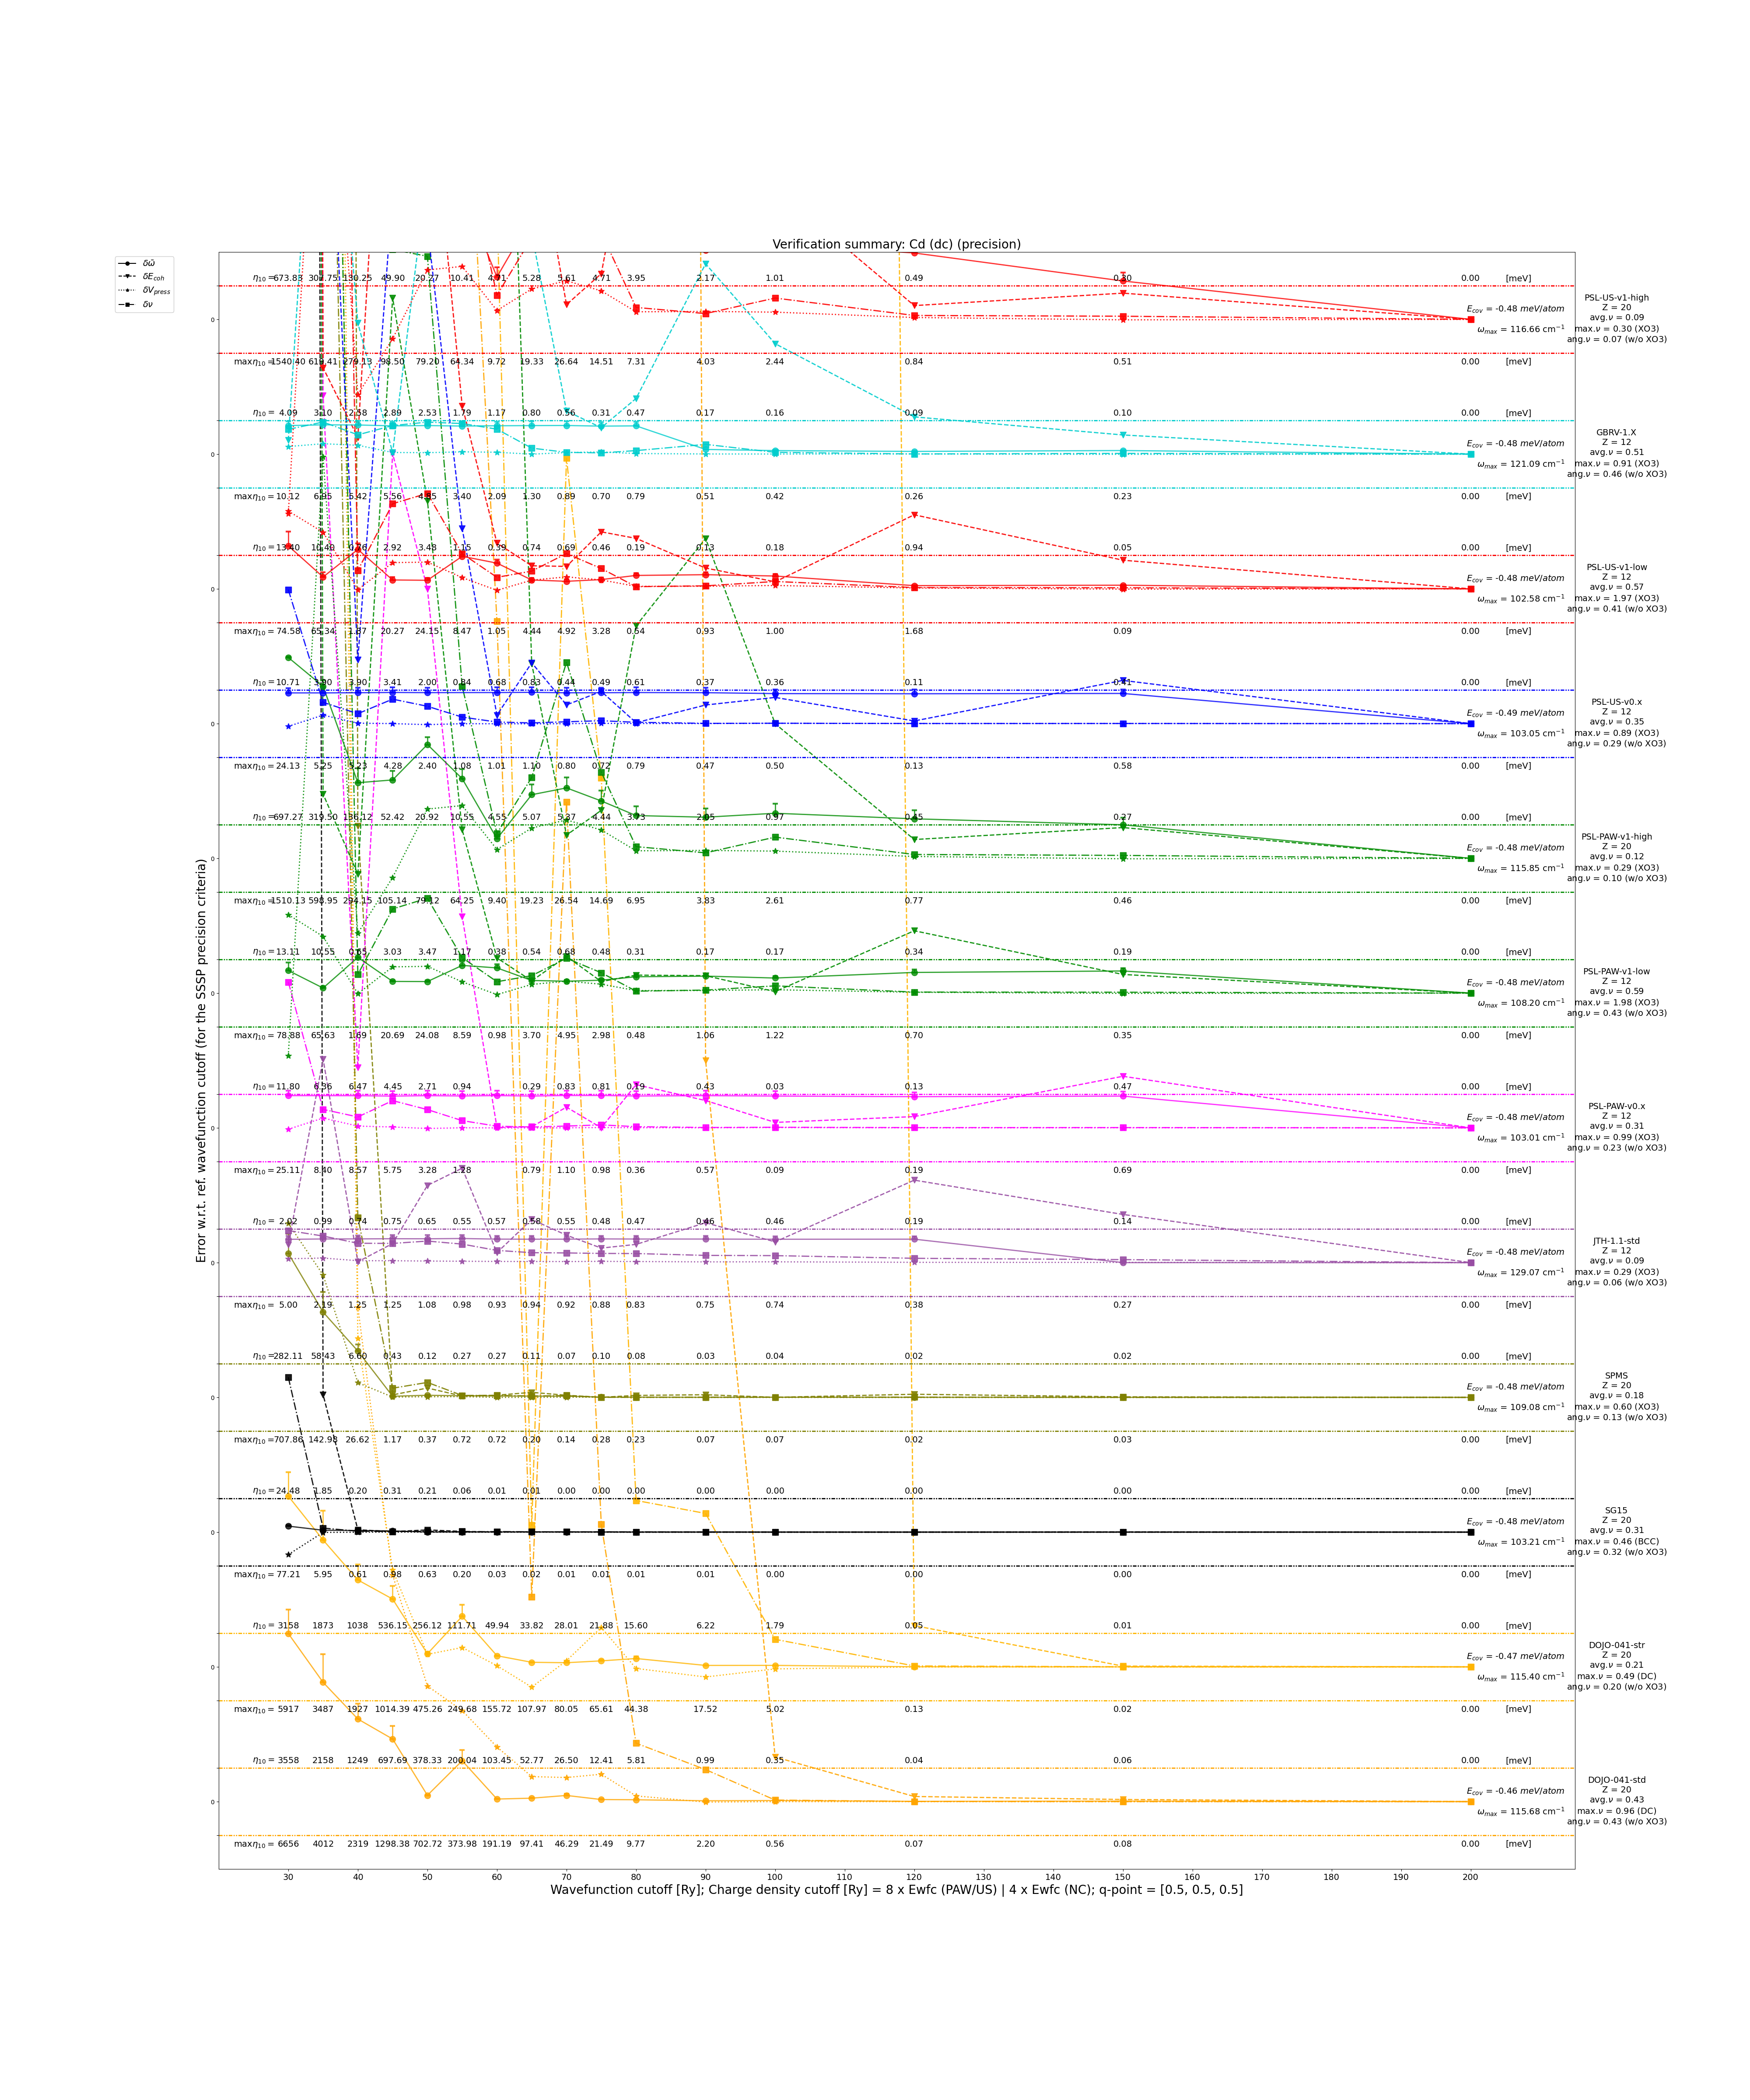 Verification summary: Cd (dc) (precision)
δω̄
δE_coh
δV_press
δν
η₁₀ = 673.83 130.25 49.90 10.41 5.28 5.61 4.71 3.95 2.17 1.01 0.49 0.30 0.00 [meV]
0
E_cov = -0.48 meV/atom
ω_max = 116.66 cm⁻¹
PSL-US-v1-high
Z = 20
avg.ν = 0.09
max.ν = 0.30 (XO3)
ang.ν = 0.07 (w/o XO3)
maxη₁₀ = 1540.40 279.13 98.50 79.20 64.34 9.72 19.33 26.64 14.51 7.31 4.03 2.44 0.84 0.51 0.00 [meV]
η₁₀ = 4.09 3.10 2.58 2.89 2.53 1.79 1.17 0.80 0.56 0.31 0.47 0.17 0.16 0.09 0.10 0.00 [meV]
0
E_cov = -0.48 meV/atom
ω_max = 121.09 cm⁻¹
GBRV-1.X
Z = 12
avg.ν = 0.51
max.ν = 0.91 (XO3)
ang.ν = 0.46 (w/o XO3)
maxη₁₀ = 10.12 6.95 5.42 5.56 3.40 2.09 1.30 0.89 0.70 0.79 0.51 0.42 0.26 0.23 0.00 [meV]
η₁₀ = 13.40 10.49 2.92 3.48 1.15 0.39 0.74 0.69 0.46 0.19 0.13 0.18 0.94 0.05 0.00 [meV]
0
E_cov = -0.48 meV/atom
ω_max = 102.58 cm⁻¹
PSL-US-v1-low
Z = 12
avg.ν = 0.57
max.ν = 1.97 (XO3)
ang.ν = 0.41 (w/o XO3)
maxη₁₀ = 74.58 65.34 1.87 20.27 24.15 8.47 1.05 4.44 4.92 3.28 0.54 0.93 1.00 1.68 0.09 0.00 [meV]
η₁₀ = 10.71 3.90 3.41 2.00 0.84 0.68 0.83 0.44 0.49 0.61 0.37 0.36 0.11 0.41 0.00 [meV]
0
E_cov = -0.49 meV/atom
ω_max = 103.05 cm⁻¹
PSL-US-v0.x
Z = 12
avg.ν = 0.35
max.ν = 0.89 (XO3)
ang.ν = 0.29 (w/o XO3)
maxη₁₀ = 24.13 5.25 5.23 4.28 2.40 1.08 1.01 1.10 0.80 0.72 0.79 0.47 0.50 0.13 0.58 0.00 [meV]
η₁₀ = 697.27 319.50 136.12 52.42 20.92 10.55 4.55 5.07 5.37 4.44 3.73 2.05 0.97 0.45 0.27 0.00 [meV]
0
E_cov = -0.48 meV/atom
ω_max = 115.85 cm⁻¹
PSL-PAW-v1-high
Z = 20
avg.ν = 0.12
max.ν = 0.29 (XO3)
ang.ν = 0.10 (w/o XO3)
maxη₁₀ = 1510.13 598.95 294.15 105.14 79.12 64.25 9.40 19.23 26.54 14.69 6.95 3.83 2.61 0.77 0.46 0.00 [meV]
η₁₀ = 13.11 10.55 0.65 3.03 3.47 1.17 0.38 0.54 0.68 0.48 0.31 0.17 0.17 0.34 0.19 0.00 [meV]
0
E_cov = -0.48 meV/atom
ω_max = 108.20 cm⁻¹
PSL-PAW-v1-low
Z = 12
avg.ν = 0.59
max.ν = 1.98 (XO3)
ang.ν = 0.43 (w/o XO3)
maxη₁₀ = 78.88 65.63 1.69 20.69 24.08 8.59 0.98 3.70 4.95 2.98 0.48 1.06 1.22 0.70 0.35 0.00 [meV]
η₁₀ = 11.80 6.36 6.47 4.45 2.71 0.94 0.29 0.83 0.81 0.19 0.43 0.03 0.13 0.47 0.00 [meV]
0
E_cov = -0.48 meV/atom
ω_max = 103.01 cm⁻¹
PSL-PAW-v0.x
Z = 12
avg.ν = 0.31
max.ν = 0.99 (XO3)
ang.ν = 0.23 (w/o XO3)
maxη₁₀ = 25.11 8.40 8.57 5.75 3.28 1.28 0.79 1.10 0.98 0.36 0.57 0.09 0.19 0.69 0.00 [meV]
η₁₀ = 2.02 0.99 0.74 0.75 0.65 0.55 0.57 0.58 0.55 0.48 0.47 0.46 0.46 0.19 0.14 0.00 [meV]
0
E_cov = -0.48 meV/atom
ω_max = 129.07 cm⁻¹
JTH-1.1-std
Z = 12
avg.ν = 0.09
max.ν = 0.29 (XO3)
ang.ν = 0.06 (w/o XO3)
maxη₁₀ = 5.00 2.19 1.25 1.25 1.08 0.98 0.93 0.94 0.92 0.88 0.83 0.75 0.74 0.38 0.27 0.00 [meV]
η₁₀ = 282.11 58.43 6.60 0.43 0.12 0.27 0.27 0.11 0.07 0.10 0.08 0.03 0.04 0.02 0.02 0.00 [meV]
0
E_cov = -0.48 meV/atom
ω_max = 109.08 cm⁻¹
SPMS
Z = 20
avg.ν = 0.18
max.ν = 0.60 (XO3)
ang.ν = 0.13 (w/o XO3)
maxη₁₀ = 707.86 142.98 26.62 1.17 0.37 0.72 0.72 0.20 0.14 0.28 0.23 0.07 0.07 0.02 0.03 0.00 [meV]
η₁₀ = 24.48 1.85 0.20 0.31 0.21 0.06 0.01 0.01 0.00 0.00 0.00 0.00 0.00 0.00 0.00 0.00 [meV]
0
E_cov = -0.48 meV/atom
ω_max = 103.21 cm⁻¹
SG15
Z = 20
avg.ν = 0.31
max.ν = 0.46 (BCC)
ang.ν = 0.32 (w/o XO3)
maxη₁₀ = 77.21 5.95 0.61 0.98 0.63 0.20 0.03 0.02 0.01 0.01 0.01 0.01 0.00 0.00 0.00 0.00 [meV]
η₁₀ = 3158 1873 1038 536.15 256.12 111.71 49.94 33.82 28.01 21.88 15.60 6.22 1.79 0.05 0.01 0.00 [meV]
0
E_cov = -0.47 meV/atom
ω_max = 115.40 cm⁻¹
DOJO-041-str
Z = 20
avg.ν = 0.21
max.ν = 0.49 (DC)
ang.ν = 0.20 (w/o XO3)
maxη₁₀ = 5917 3487 1927 1014.39 475.26 249.68 155.72 107.97 80.05 65.61 44.38 17.52 5.02 0.13 0.02 0.00 [meV]
η₁₀ = 3558 2158 1249 697.69 378.33 200.04 103.45 52.77 26.50 12.41 5.81 0.99 0.35 0.04 0.06 0.00 [meV]
0
E_cov = -0.46 meV/atom
ω_max = 115.68 cm⁻¹
DOJO-041-std
Z = 20
avg.ν = 0.43
max.ν = 0.96 (DC)
ang.ν = 0.43 (w/o XO3)
maxη₁₀ = 6656 4012 2319 1298.38 702.72 373.98 191.19 97.41 46.29 21.49 9.77 2.20 0.56 0.07 0.08 0.00 [meV]
30 40 50 60 70 80 90 100 110 120 130 140 150 160 170 180 190 200
Wavefunction cutoff [Ry]; Charge density cutoff [Ry] = 8 x Ewfc (PAW/US) | 4 x Ewfc (NC); q-point = [0.5, 0.5, 0.5]
Error w.r.t. ref. wavefunction cutoff (for the SSSP precision criteria)